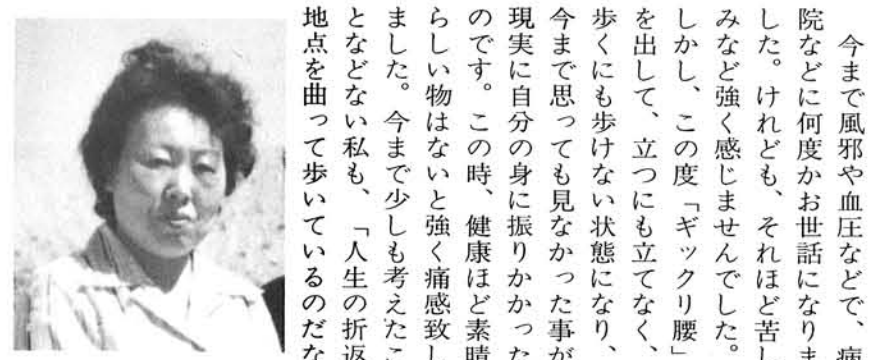 今まで風邪や血圧などで、病
院などに何度かお世話になりま
した。けれども、それほど苦し
みなど強く感じませんでした。
しかし、この度「ギックリ腰」
を出して、立つにも立てなく、
歩くにも歩けない状態になり、
今まで思っても見なかった事が
現実に自分の身に振りかかった
のです。この時、健康ほど素晴
らしい物はないと強く痛感致し
ました。今まで少しも考えたこ
となどない私も、「人生の折返
地点を曲って歩いているのだな